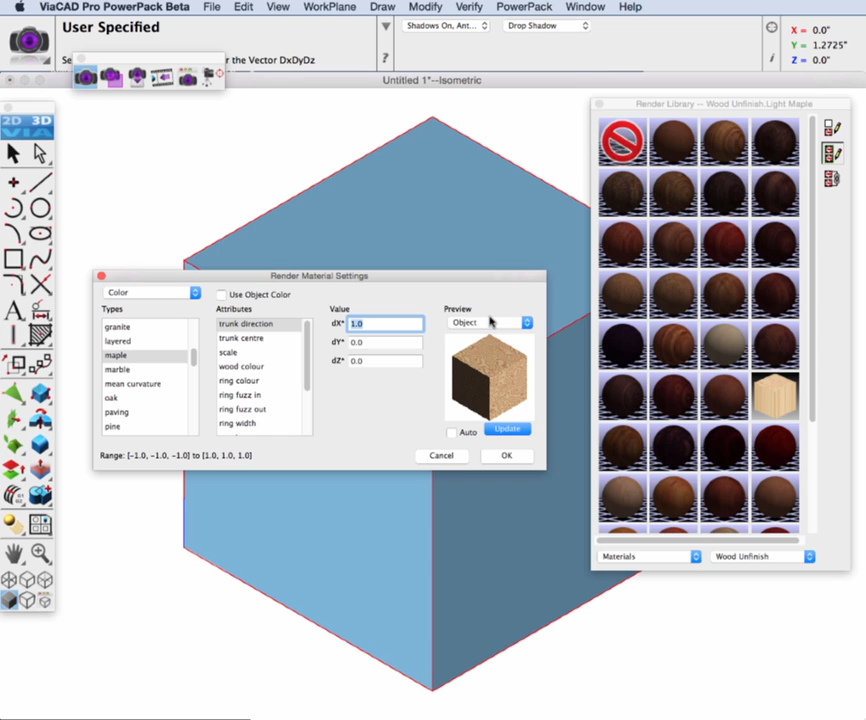 ViaCAD Pro PowerPack Beta File Edit View WorkPlane Draw Modify Verify PowerPack Window Help
User Specified
Shadows On, Ant... Drop Shadow
X = 0.0"
Y = 1.2725"
Z = 0.0"
Se
r the Vector DxDyDz
?
i
Untitled 1*--Isometric
Render Library -- Wood Unfinish.Light Maple
2D 3D
VIA
A
Render Material Settings
Color
Use Object Color
Types
Attributes
Value
Preview
granite
layered
maple
marble
mean curvature
oak
paving
pine
trunk direction
trunk centre
scale
wood colour
ring colour
ring fuzz in
ring fuzz out
ring width
dX* 1.0
dY* 0.0
dZ* 0.0
Object
Auto
Update
Range: [-1.0, -1.0, -1.0] to [1.0, 1.0, 1.0]
Cancel
OK
Materials
Wood Unfinish